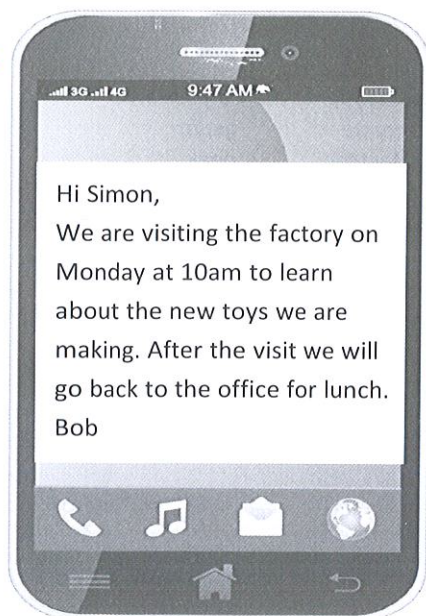 3G 4G 9:47 AM
Hi Simon,
We are visiting the factory on
Monday at 10am to learn
about the new toys we are
making. After the visit we will
go back to the office for lunch.
Bob